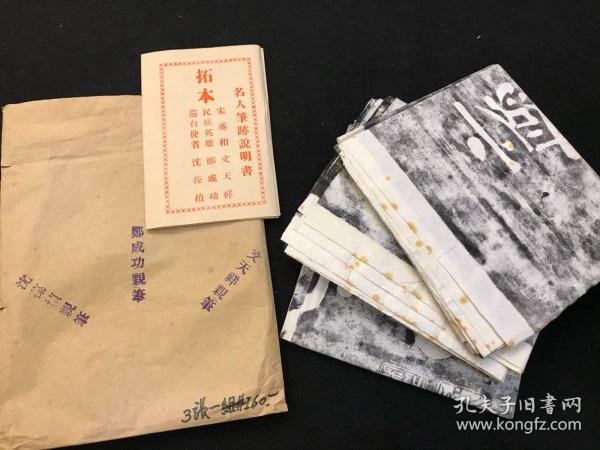 名人筆跡說明書
拓本
宋丞相文天祥
民族英雄鄭成功
巡台使者沈葆楨
鄭成功親筆
文天祥親筆
沈葆楨親筆
3張一組#160-
孔夫子旧书网
www.kongfz.com